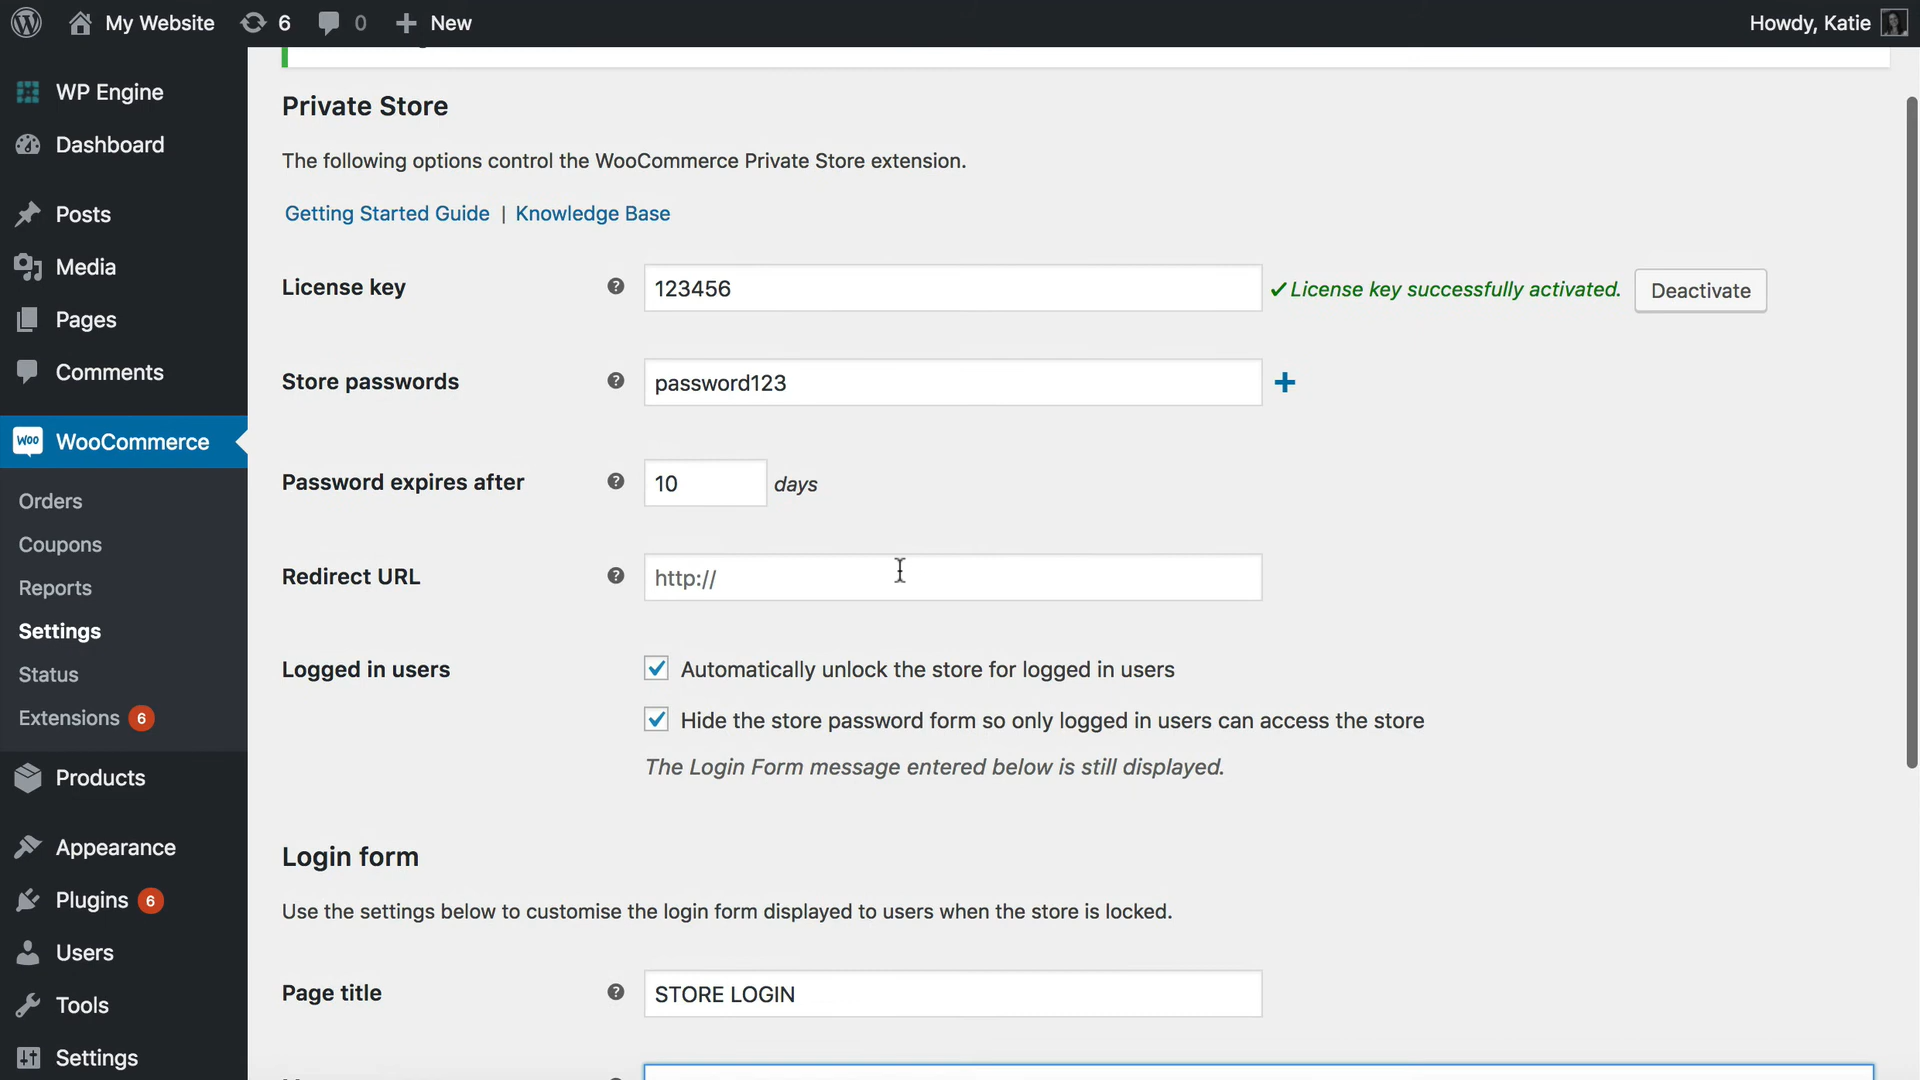 My Website
6
0
New
Howdy, Katie
WP Engine
Dashboard
Posts
Media
Pages
Comments
WOO
WooCommerce
Orders
Coupons
Reports
Settings
Status
Extensions 6
Products
Appearance
Plugins 6
Users
Tools
Settings
Private Store
The following options control the WooCommerce Private Store extension.
Getting Started Guide | Knowledge Base
License key ? 123456 ✓License key successfully activated. Deactivate
Store passwords ? password123 +
Password expires after ? 10 days
Redirect URL ? http://
Logged in users Automatically unlock the store for logged in users
Hide the store password form so only logged in users can access the store
The Login Form message entered below is still displayed.
Login form
Use the settings below to customise the login form displayed to users when the store is locked.
Page title ? STORE LOGIN